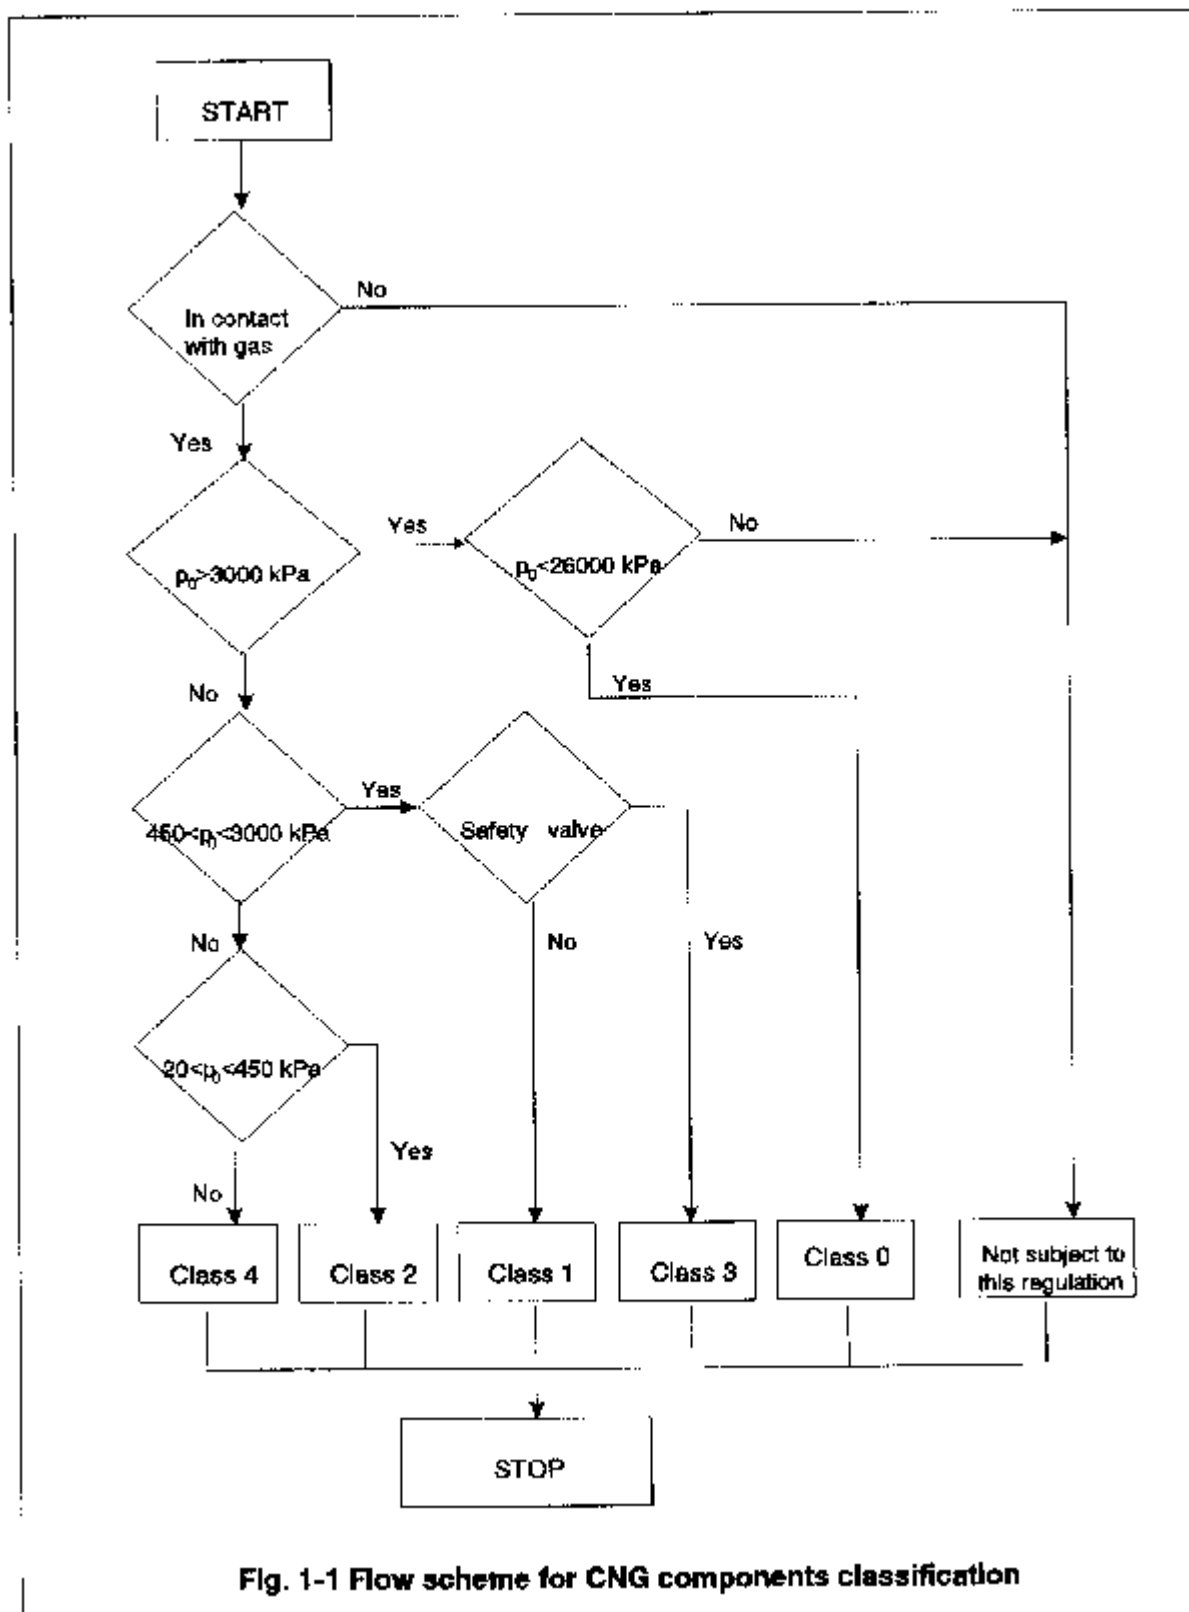 START
No
In contact
with gas
Yes
Yes
No
p₀>3000 kPa
p₀<26000 kPa
No
Yes
Yes
450<p₀<3000 kPa
Safety valve
No
No
Yes
20<p₀<450 kPa
Yes
No
Class 4
Class 2
Class 1
Class 3
Class 0
Not subject to
this regulation
STOP
Fig. 1-1 Flow scheme for CNG components classification